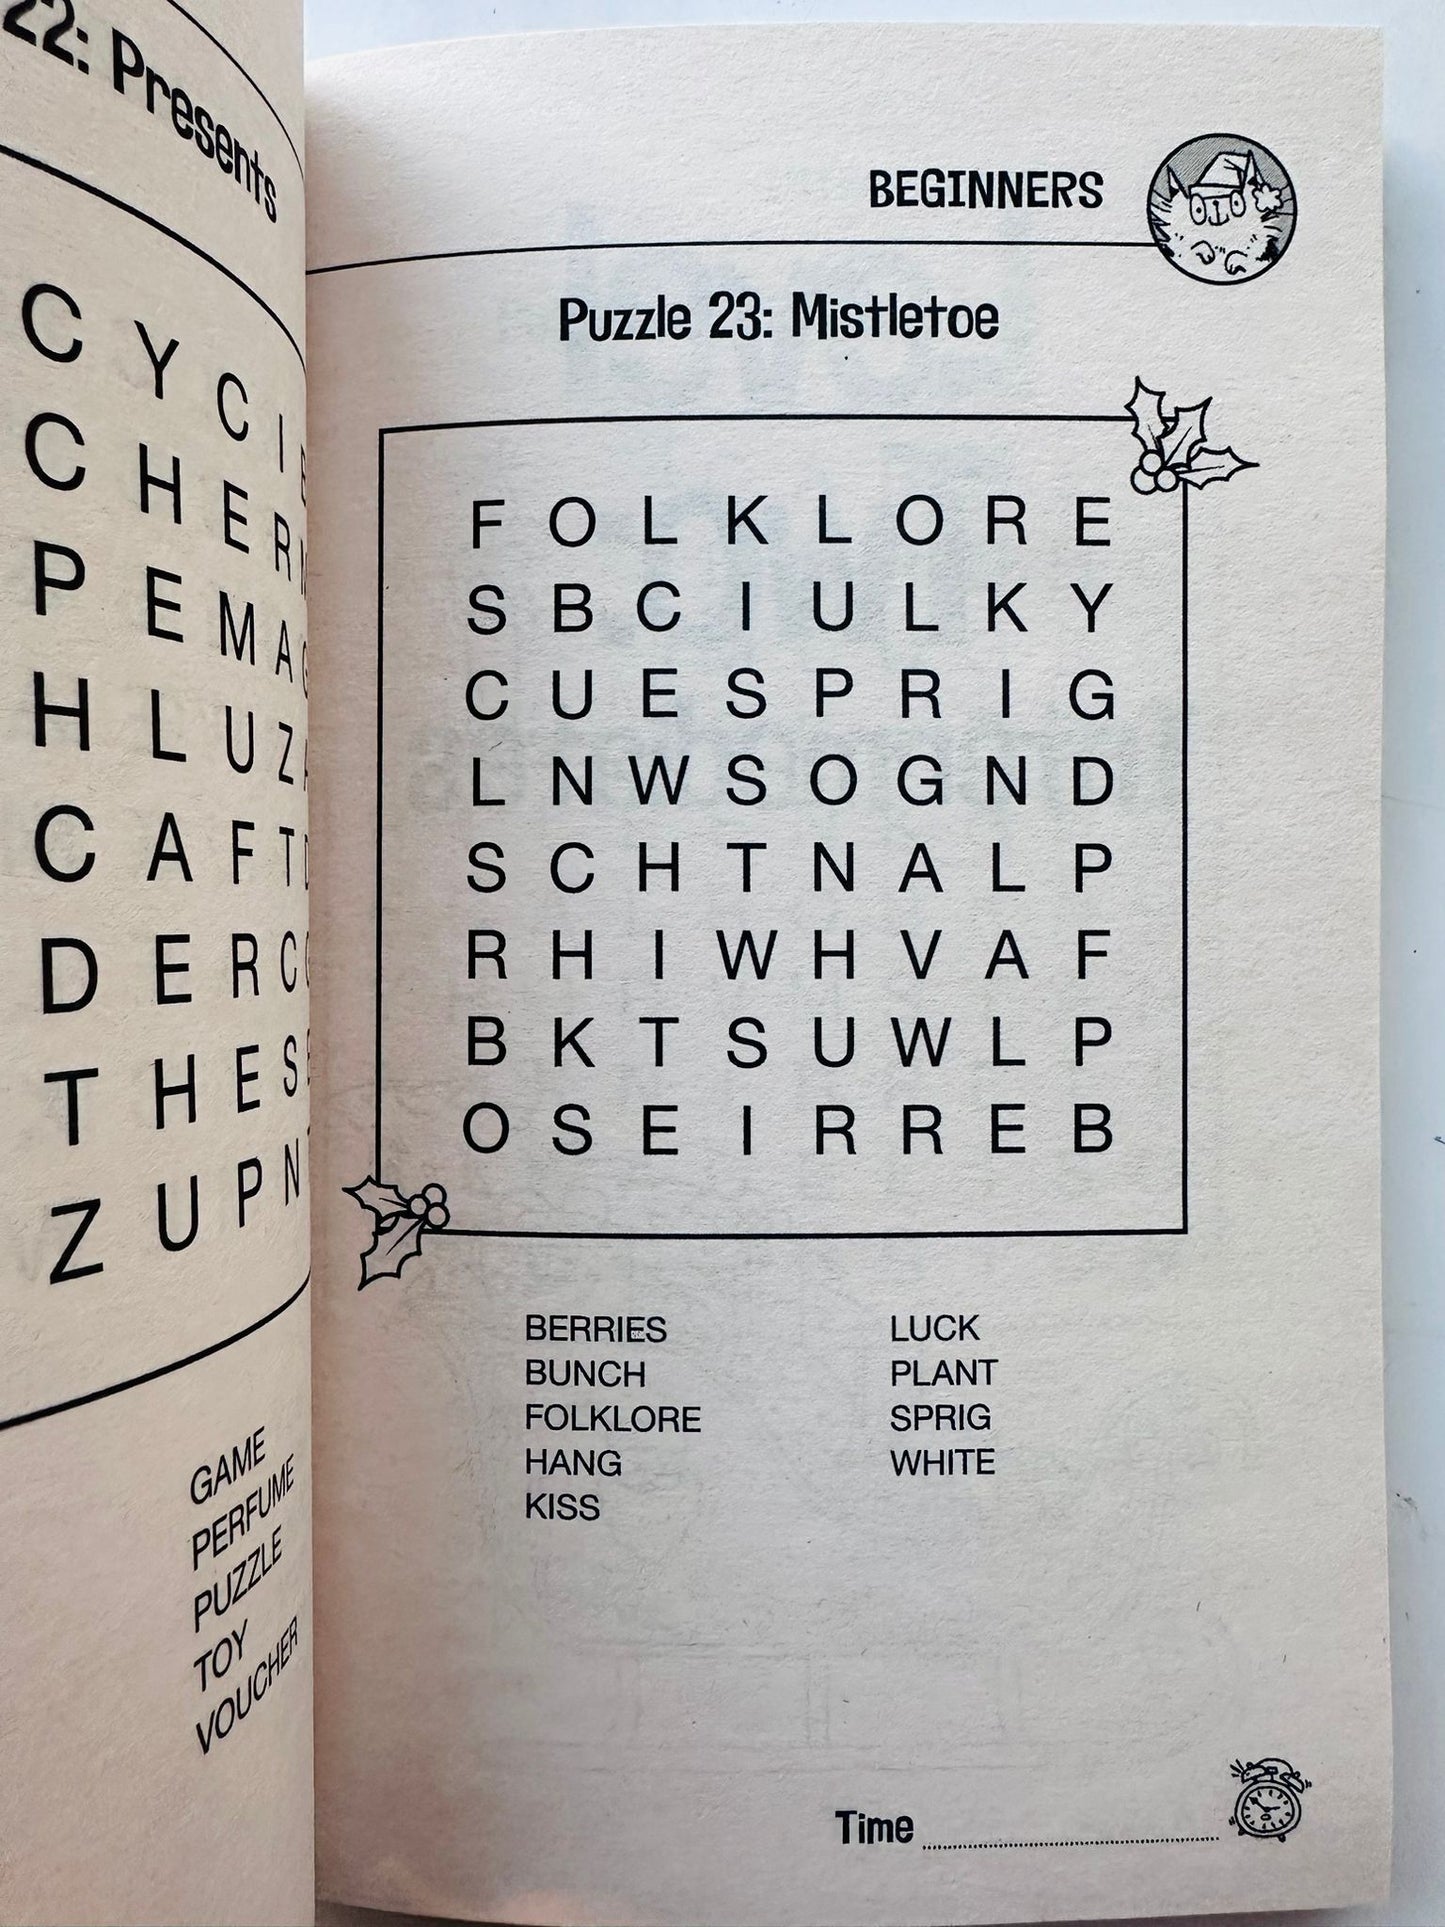 22: Presents
C Y C I
C H E R
P E M A G
H L U Z
C A F T D
D E R C
T H E S
Z U P N
GAME
PERFUME
PUZZLE
TOY
VOUCHER
BEGINNERS
Puzzle 23: Mistletoe
F O L K L O R E
S B C I U L K Y
C U E S P R I G
L N W S O G N D
S C H T N A L P
R H I W H V A F
B K T S U W L P
O S E I R R E B
BERRIES
BUNCH
FOLKLORE
HANG
KISS
LUCK
PLANT
SPRIG
WHITE
Time